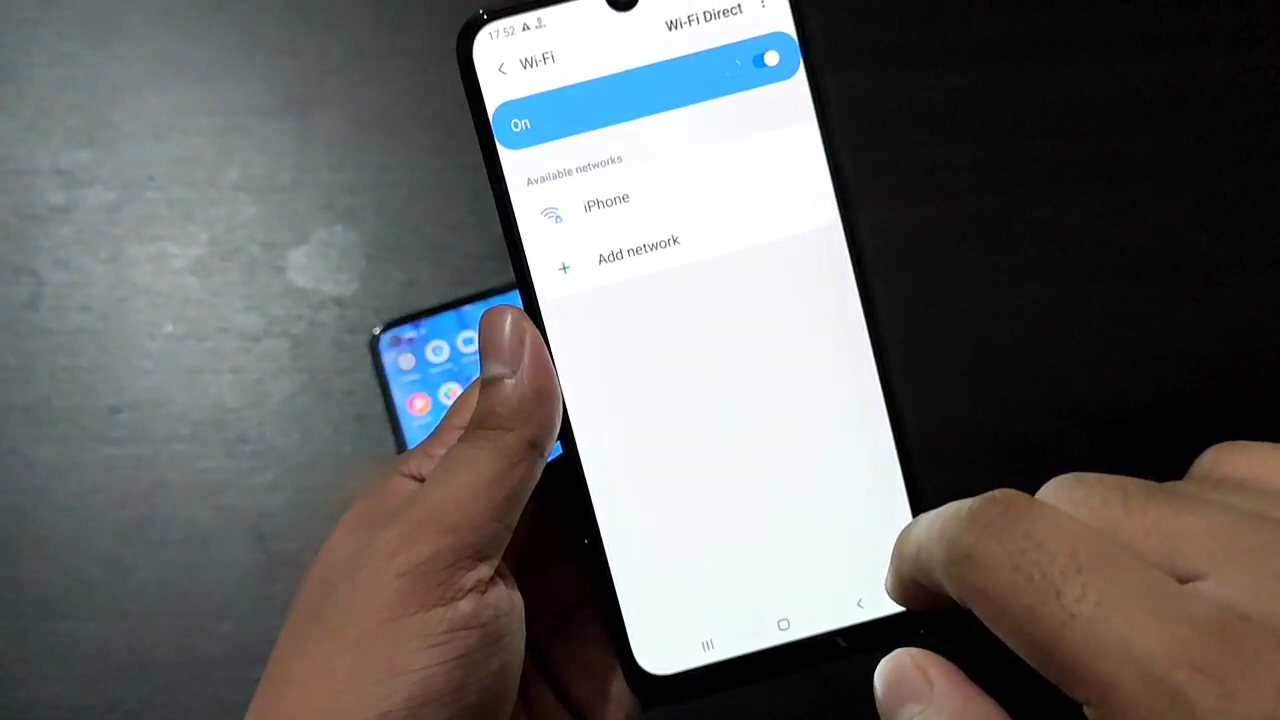 17.52
Wi-Fi Direct
Wi-Fi
On
Available networks
iPhone
Add network